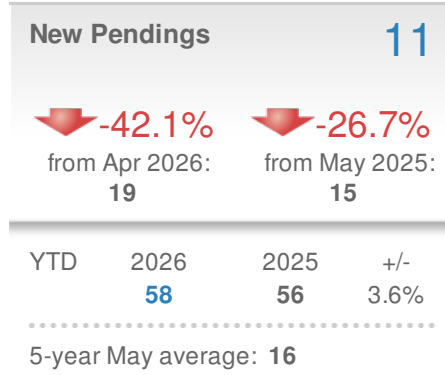 New Pendings 11
-42.1% -26.7%
from Apr 2026: from May 2025:
19 15
YTD 2026 2025 +/-
58 56 3.6%
5-year May average: 16